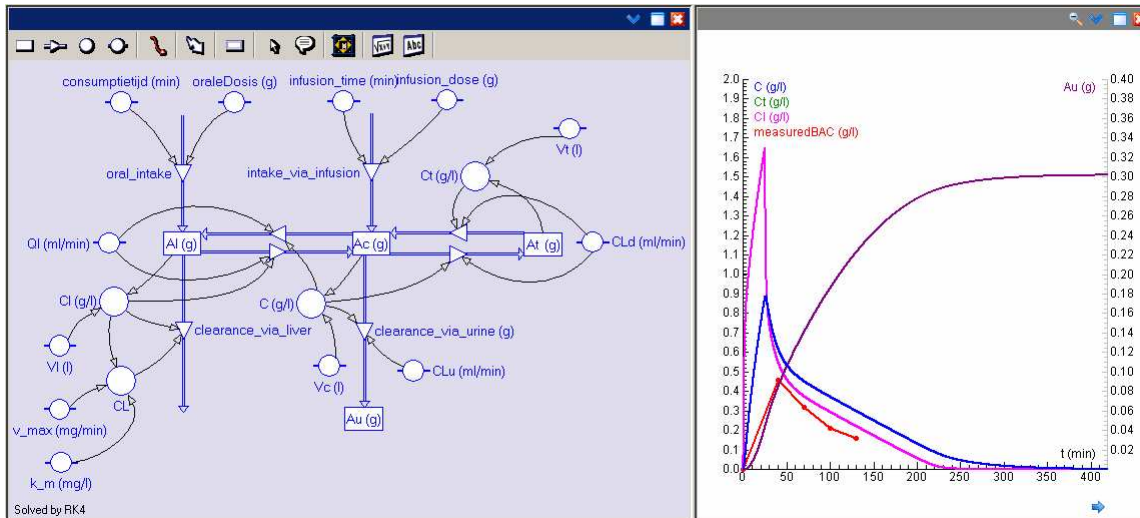 √x+y
Abc
consumptietijd (min)
oraleDosis (g)
infusion_time (min)
infusion_dose (g)
Vt (l)
oral_intake
intake_via_infusion
Ct (g/l)
Ql (ml/min)
Al (g)
Ac (g)
At (g)
CLd (ml/min)
Cl (g/l)
C (g/l)
clearance_via_liver
clearance_via_urine (g)
Vl (l)
Vc (l)
CLu (ml/min)
CL
v_max (mg/min)
Au (g)
k_m (mg/l)
Solved by RK4
C (g/l)
Ct (g/l)
Cl (g/l)
measuredBAC (g/l)
Au (g)
2.0
1.9
1.8
1.7
1.6
1.5
1.4
1.3
1.2
1.1
1.0
0.9
0.8
0.7
0.6
0.5
0.4
0.3
0.2
0.1
0.0
0.40
0.38
0.36
0.34
0.32
0.30
0.28
0.26
0.24
0.22
0.20
0.18
0.16
0.14
0.12
0.10
0.08
0.06
0.04
0.02
t (min)
0 50 100 150 200 250 300 350 400